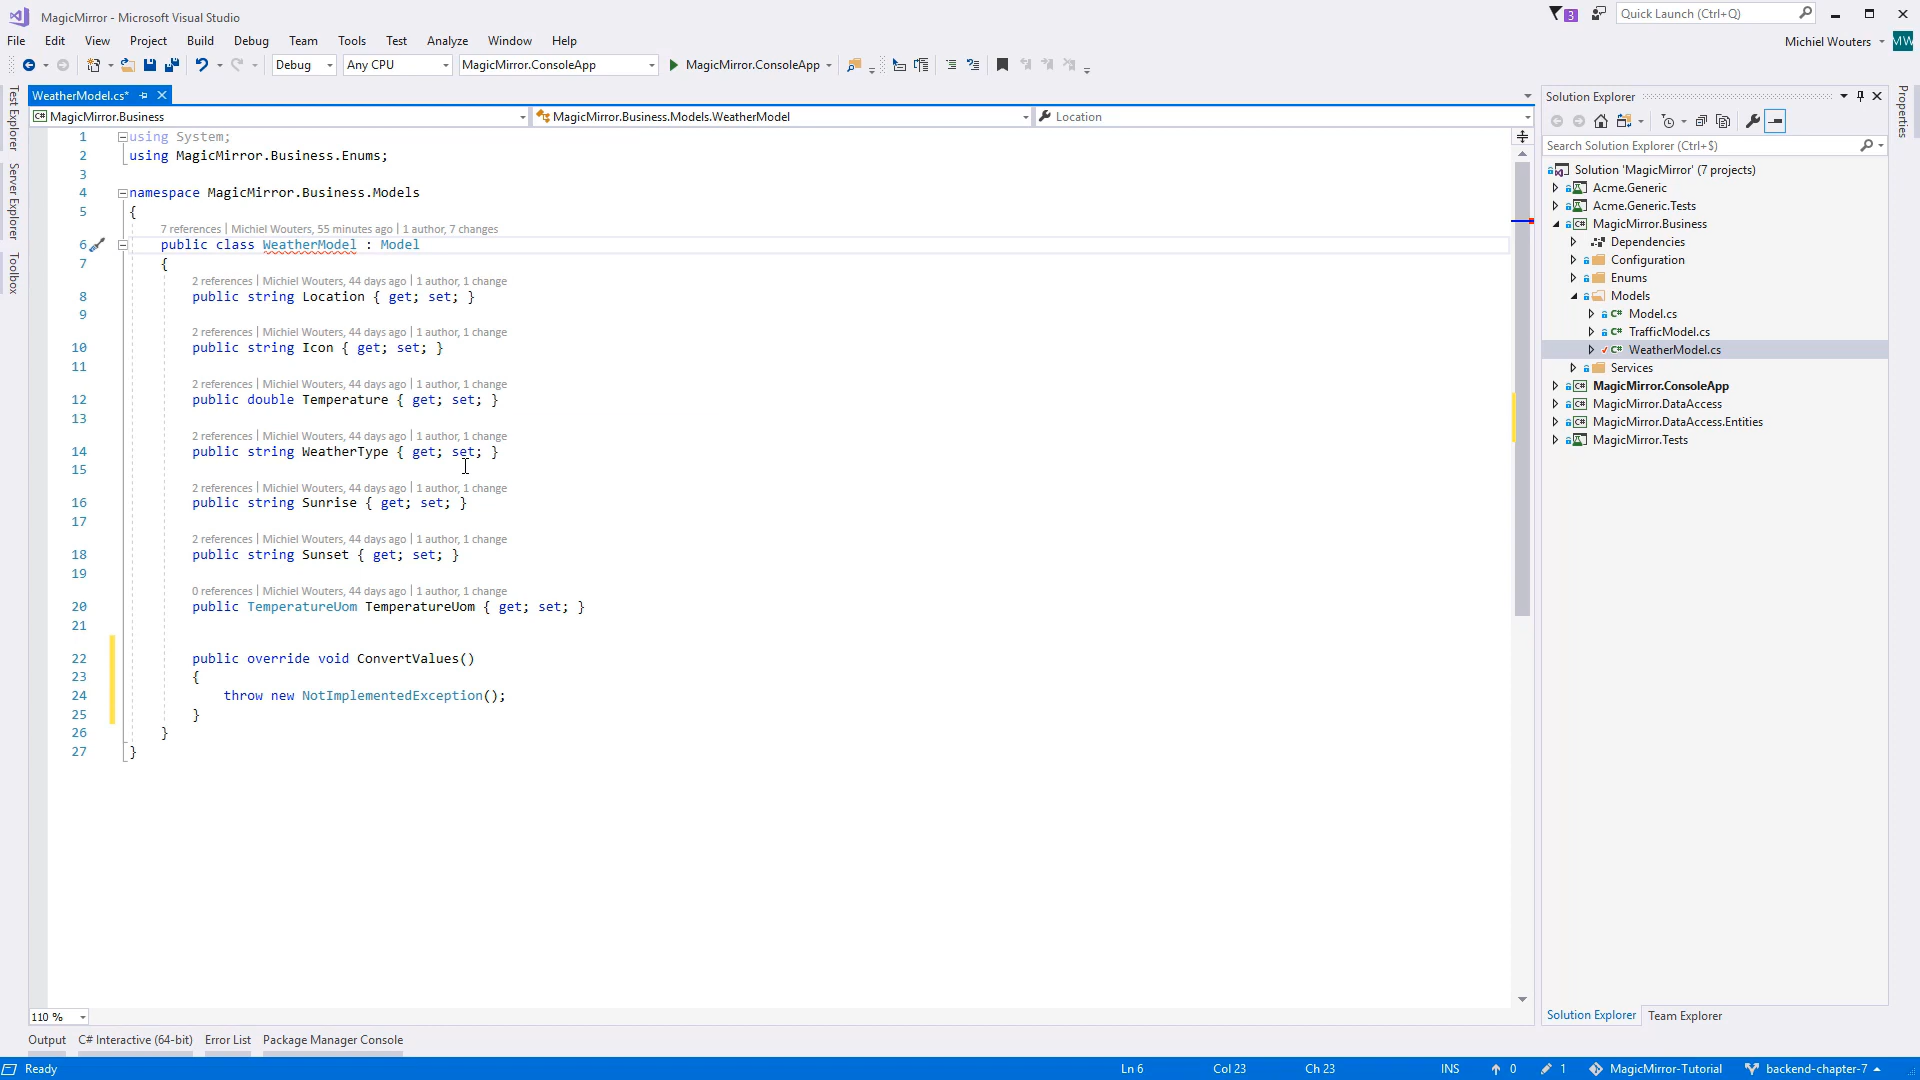 MagicMirror - Microsoft Visual Studio
3
Quick Launch (Ctrl+Q)
File Edit View Project Build Debug Team Tools Test Analyze Window Help
Michiel Wouters MW
Debug Any CPU MagicMirror.ConsoleApp MagicMirror.ConsoleApp
Test Explorer
Server Explorer
Toolbox
WeatherModel.cs*
MagicMirror.Business MagicMirror.Business.Models.WeatherModel Location
1 using System;
2 using MagicMirror.Business.Enums;
3
4 namespace MagicMirror.Business.Models
5 {
7 references | Michiel Wouters, 55 minutes ago | 1 author, 7 changes
6 public class WeatherModel : Model
7 {
2 references | Michiel Wouters, 44 days ago | 1 author, 1 change
8 public string Location { get; set; }
9
2 references | Michiel Wouters, 44 days ago | 1 author, 1 change
10 public string Icon { get; set; }
11
2 references | Michiel Wouters, 44 days ago | 1 author, 1 change
12 public double Temperature { get; set; }
13
2 references | Michiel Wouters, 44 days ago | 1 author, 1 change
14 public string WeatherType { get; set; }
15
2 references | Michiel Wouters, 44 days ago | 1 author, 1 change
16 public string Sunrise { get; set; }
17
2 references | Michiel Wouters, 44 days ago | 1 author, 1 change
18 public string Sunset { get; set; }
19
0 references | Michiel Wouters, 44 days ago | 1 author, 1 change
20 public TemperatureUom TemperatureUom { get; set; }
21
22 public override void ConvertValues()
23 {
24 throw new NotImplementedException();
25 }
26 }
27 }
110 %
Solution Explorer
Search Solution Explorer (Ctrl+$)
Solution 'MagicMirror' (7 projects)
Acme.Generic
Acme.Generic.Tests
MagicMirror.Business
Dependencies
Configuration
Enums
Models
C# Model.cs
C# TrafficModel.cs
C# WeatherModel.cs
Services
MagicMirror.ConsoleApp
MagicMirror.DataAccess
MagicMirror.DataAccess.Entities
MagicMirror.Tests
Solution Explorer Team Explorer
Properties
Output C# Interactive (64-bit) Error List Package Manager Console
Ready Ln 6 Col 23 Ch 23 INS 0 1 MagicMirror-Tutorial backend-chapter-7